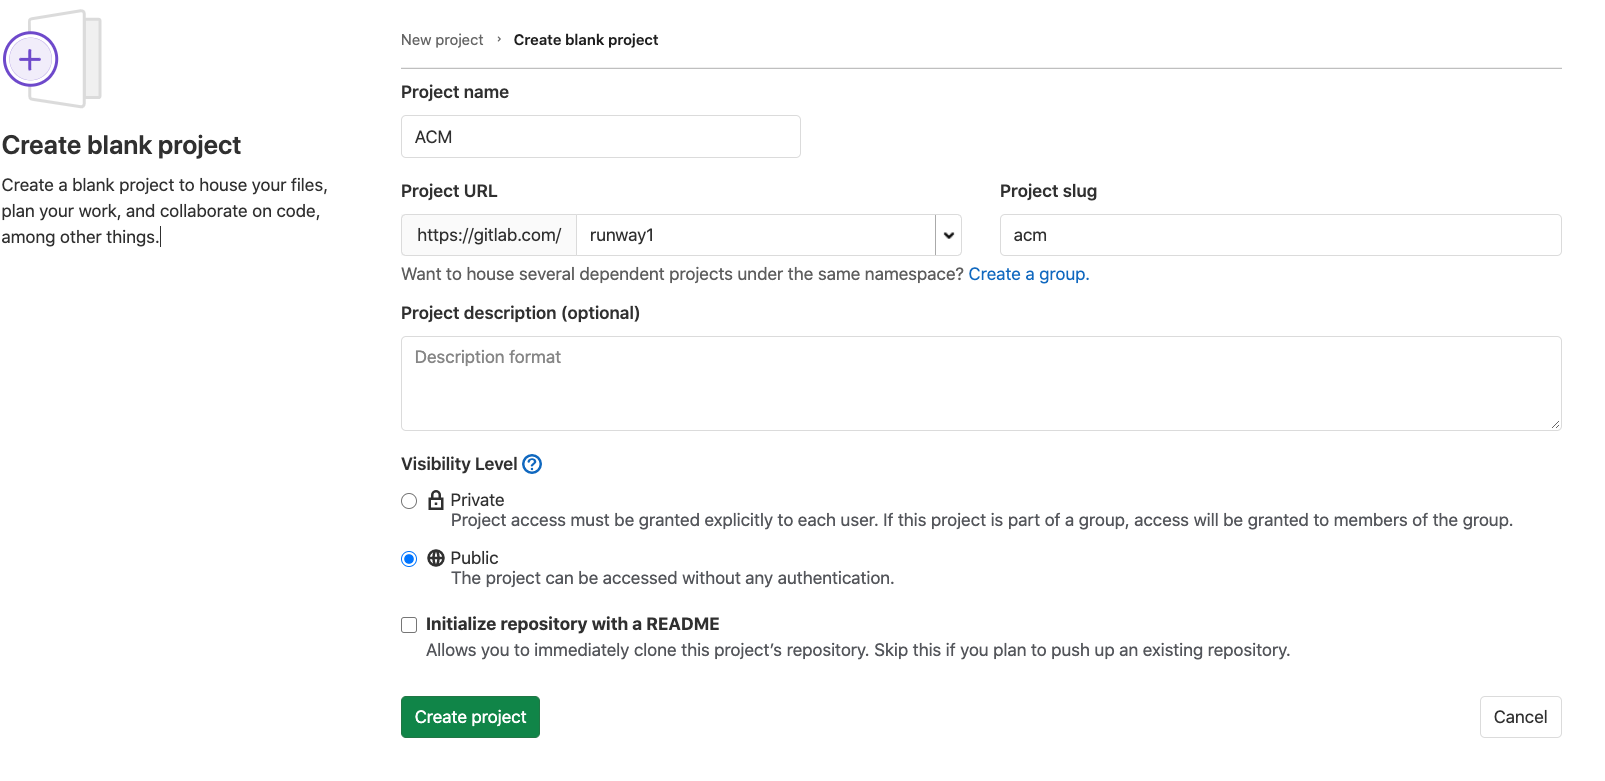 Create blank project
Create a blank project to house your files,
plan your work, and collaborate on code,
among other things.
New project › Create blank project
Project name
ACM
Project URL
https://gitlab.com/ runway1
Project slug
acm
Want to house several dependent projects under the same namespace? Create a group.
Project description (optional)
Description format
Visibility Level
Private
Project access must be granted explicitly to each user. If this project is part of a group, access will be granted to members of the group.
Public
The project can be accessed without any authentication.
Initialize repository with a README
Allows you to immediately clone this project's repository. Skip this if you plan to push up an existing repository.
Create project
Cancel